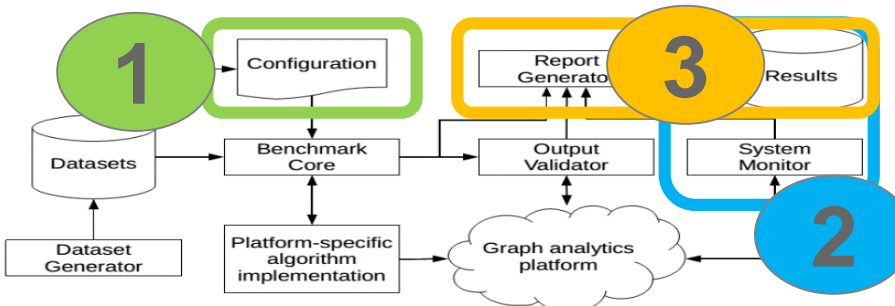 1
Configuration
Report
Generato
3
Results
Datasets
Benchmark
Core
Output
Validator
System
Monitor
Dataset
Generator
Platform-specific
algorithm
implementation
Graph analytics
platform
2